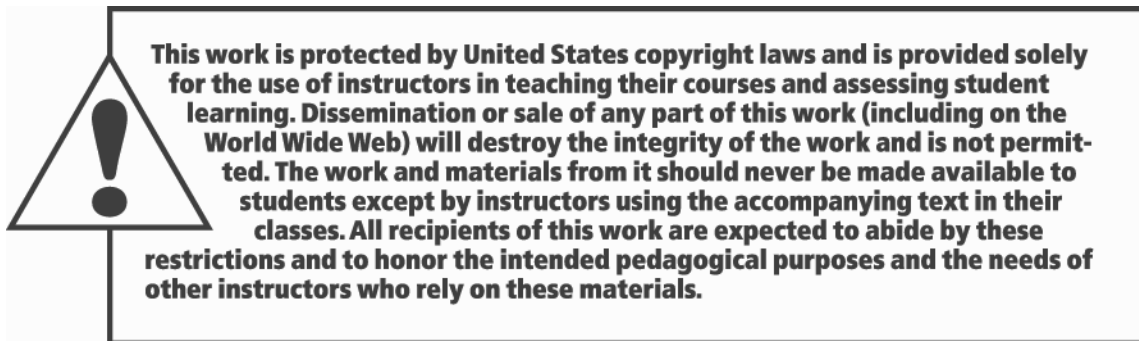 This work is protected by United States copyright laws and is provided solely
for the use of instructors in teaching their courses and assessing student
learning. Dissemination or sale of any part of this work (including on the
World Wide Web) will destroy the integrity of the work and is not permit-
ted. The work and materials from it should never be made available to
students except by instructors using the accompanying text in their
classes. All recipients of this work are expected to abide by these
restrictions and to honor the intended pedagogical purposes and the needs of
other instructors who rely on these materials.